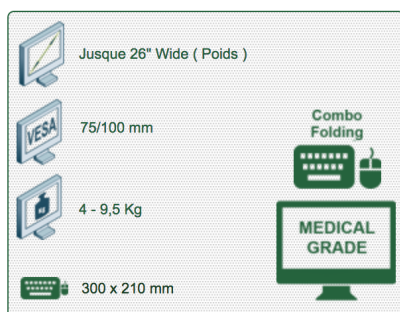 Jusque 26" Wide ( Poids )
VESA
75/100 mm
KG
4 - 9,5 Kg
300 x 210 mm
Combo
Folding
MEDICAL
GRADE